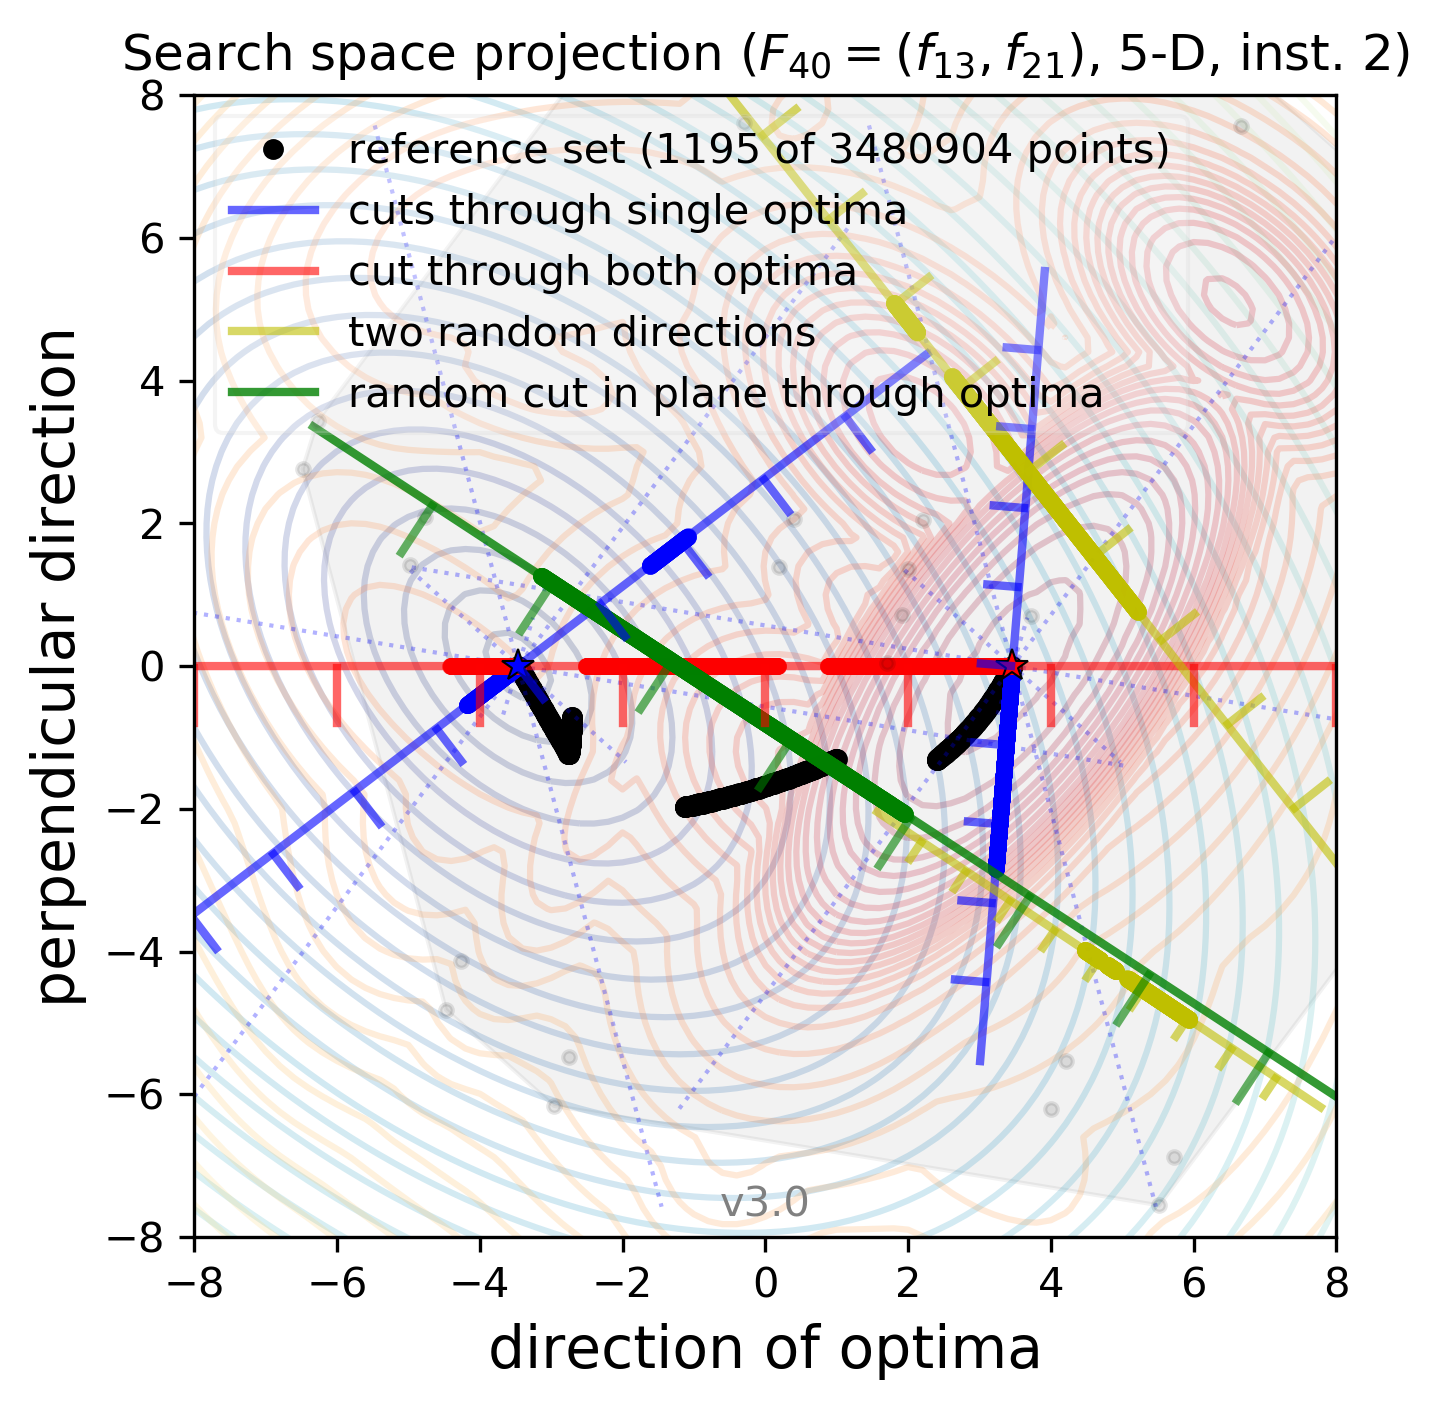 Search space projection (F₄₀ = (f₁₃, f₂₁), 5-D, inst. 2)
reference set (1195 of 3480904 points)
cuts through single optima
cut through both optima
two random directions
random cut in plane through optima
perpendicular direction
8
6
4
2
0
−2
−4
−6
−8
v3.0
−8 −6 −4 −2 0 2 4 6 8
direction of optima